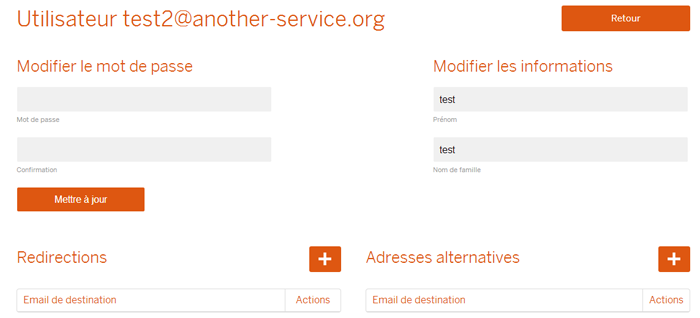 Utilisateur test2@another-service.org
Retour
Modifier le mot de passe
Mot de passe
Confirmation
Mettre à jour
Modifier les informations
test
Prénom
test
Nom de famille
Redirections
+
Email de destination Actions
Adresses alternatives
+
Email de destination Actions